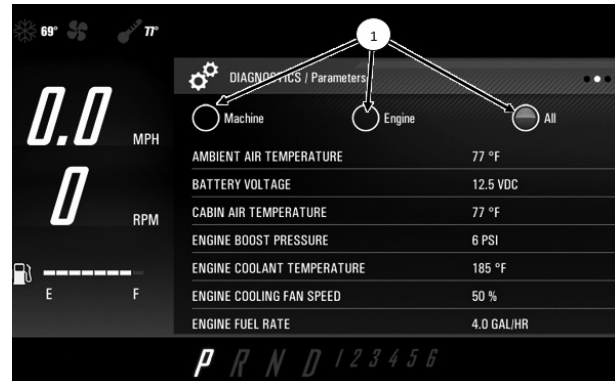 69° 77°
1
DIAGNOSTICS / Parameters
Machine Engine All
0.0 MPH
0 RPM
E F
AMBIENT AIR TEMPERATURE 77 °F
BATTERY VOLTAGE 12.5 VDC
CABIN AIR TEMPERATURE 77 °F
ENGINE BOOST PRESSURE 6 PSI
ENGINE COOLANT TEMPERATURE 185 °F
ENGINE COOLING FAN SPEED 50 %
ENGINE FUEL RATE 4.0 GAL/HR
P R N D 1 2 3 4 5 6